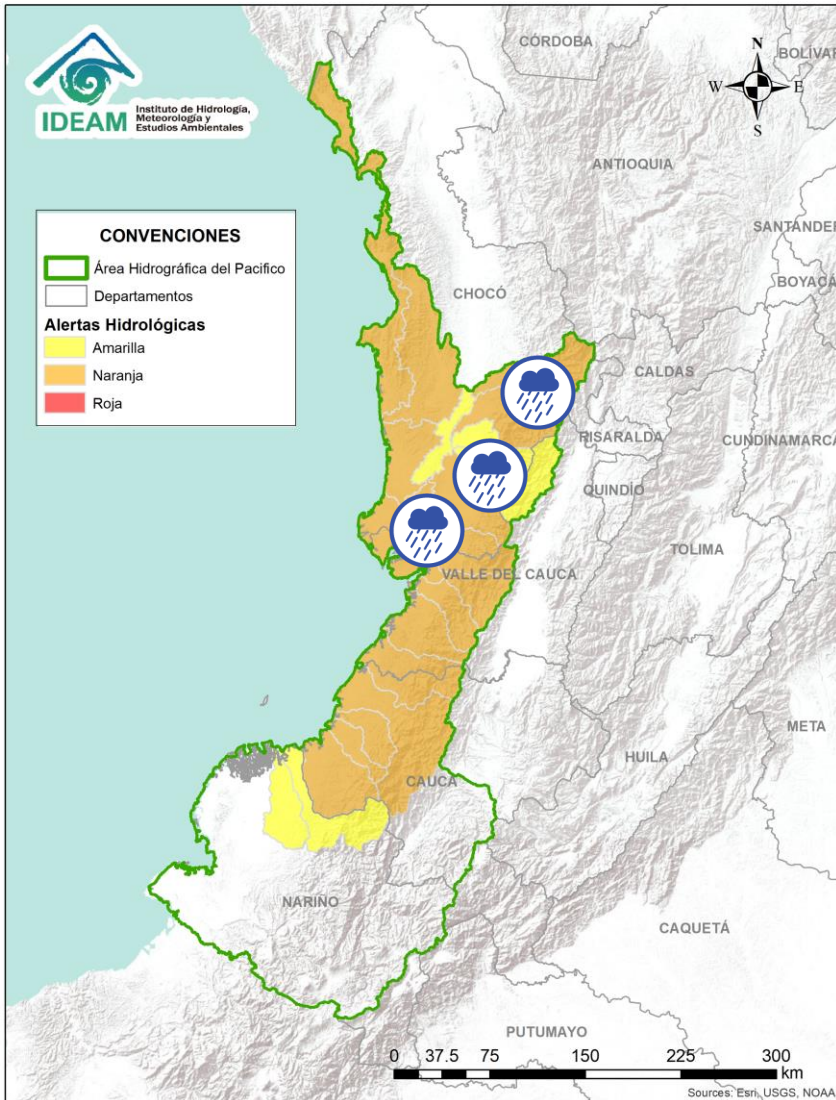 IDEAM
Instituto de Hidrología,
Meteorología y
Estudios Ambientales
N
W
E
S
CÓRDOBA
BOLÍVAR
ANTIOQUIA
SANTANDER
BOYACÁ
CONVENCIONES
Área Hidrográfica del Pacifico
Departamentos
Alertas Hidrológicas
Amarilla
Naranja
Roja
CHOCÓ
CALDAS
RISARALDA
CUNDINAMARCA
QUINDÍO
TOLIMA
VALLE DEL CAUCA
META
HUILA
CAUCA
NARIÑO
CAQUETÁ
PUTUMAYO
0 37.5 75 150 225 300
km
Sources: Esri, USGS, NOAA